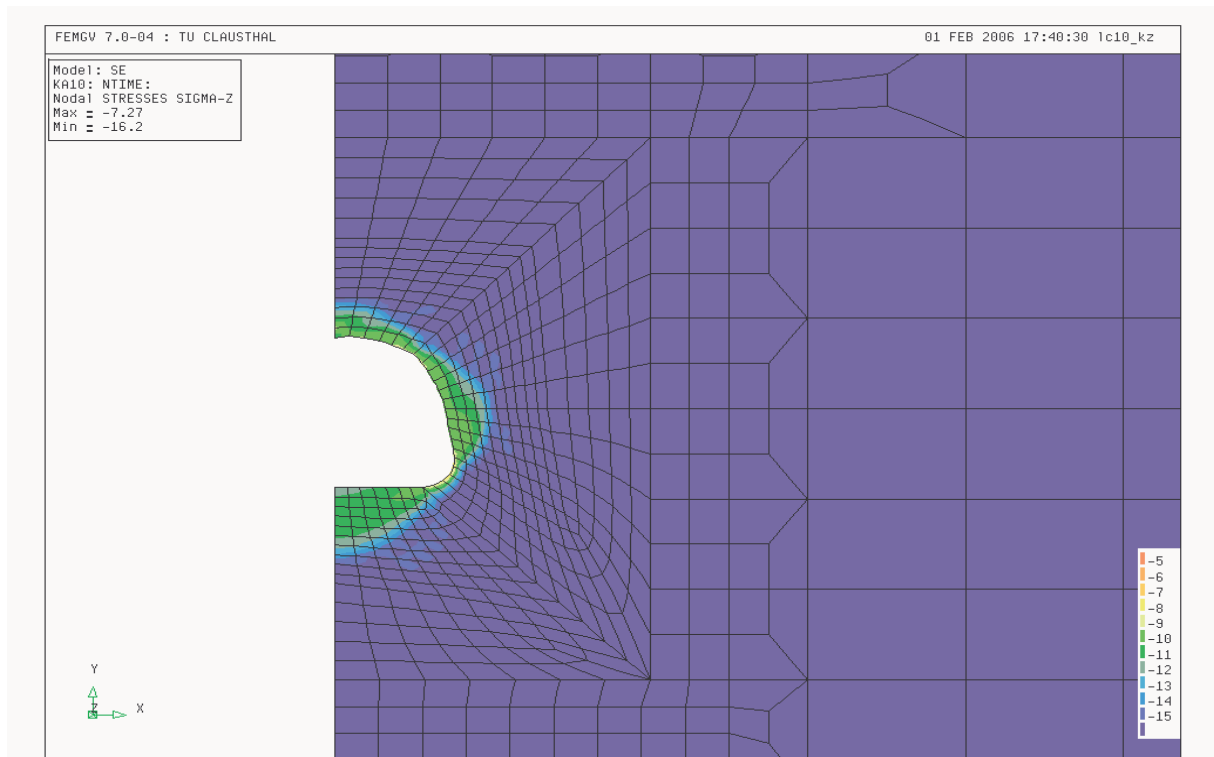 FEMGV 7.0-04 : TU CLAUSTHAL
01 FEB 2006 17:40:30 lc10_kz
Model: SE
KA10: NTIME:
Nodal STRESSES SIGMA-Z
Max = -7.27
Min = -16.2
-5
-6
-7
-8
-9
-10
-11
-12
-13
-14
-15
Y
Z
X